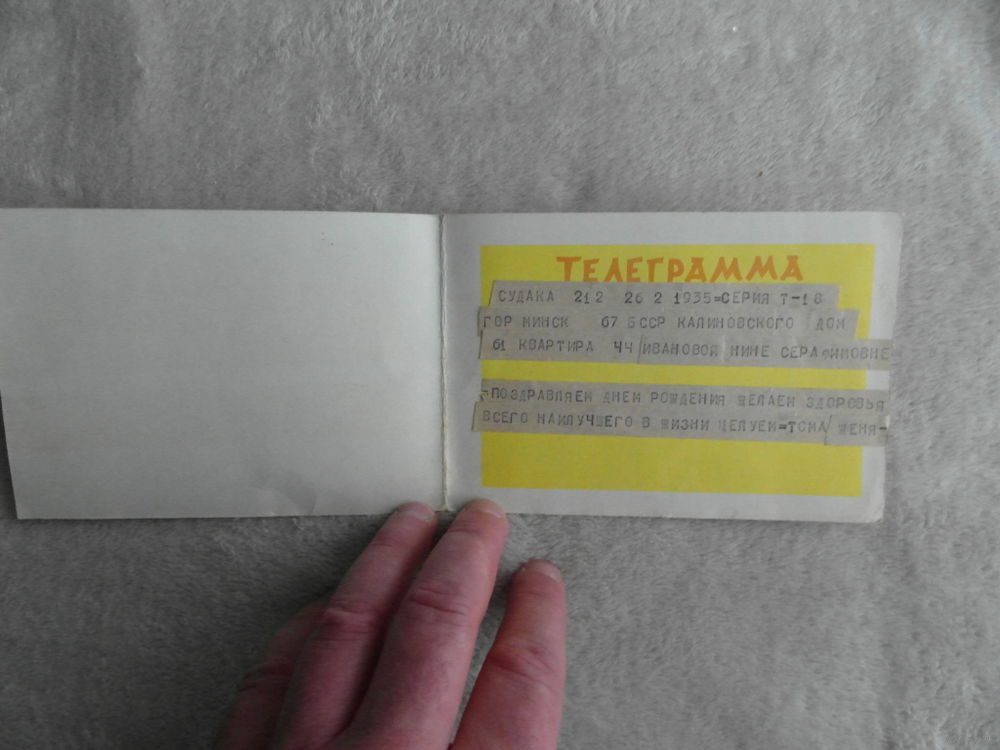 ТЕЛЕГРАММА
СУДАКА 212 26 2 1935=СЕРИЯ Т-18
ГОР МИНСК 67 БССР КАЛИНОВСКОГО ДОМ
61 КВАРТИРА 44 ИВАНОВОЙ НИНЕ СЕРАФИМОВНЕ
=ПОЗДРАВЛЯЕМ ДНЕМ РОЖДЕНИЯ ЖЕЛАЕМ ЗДОРОВЬЯ
ВСЕГО НАИЛУЧШЕГО В ЖИЗНИ ЦЕЛУЕМ=ТОМА ЖЕНЯ-